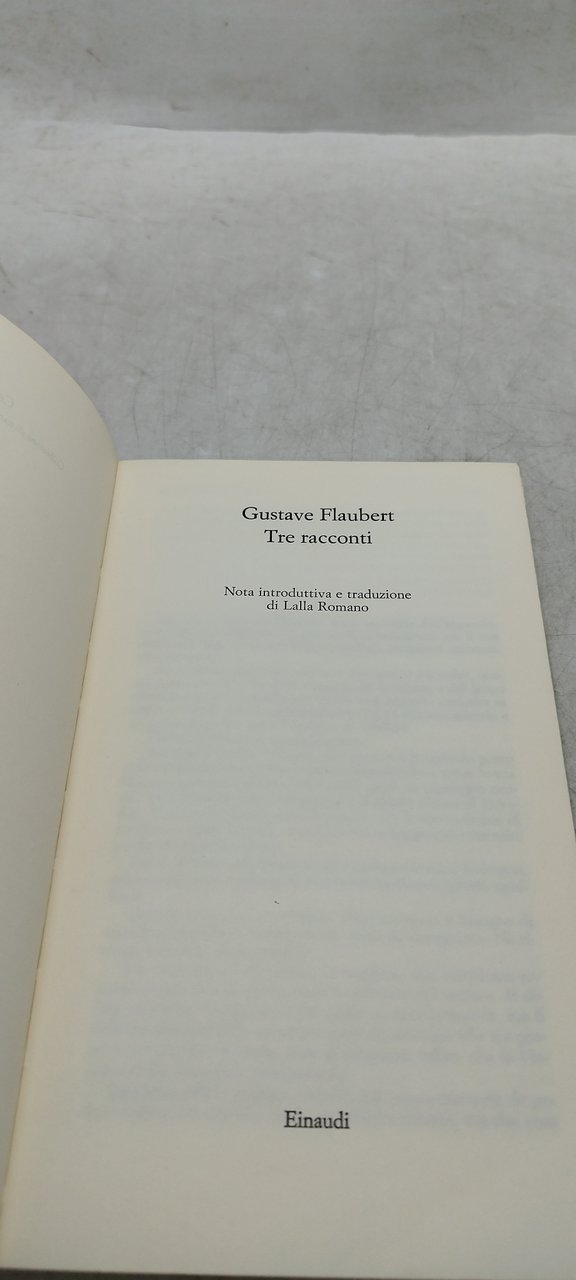 Gustave Flaubert
Tre racconti
Nota introduttiva e traduzione
di Lalla Romano
Einaudi